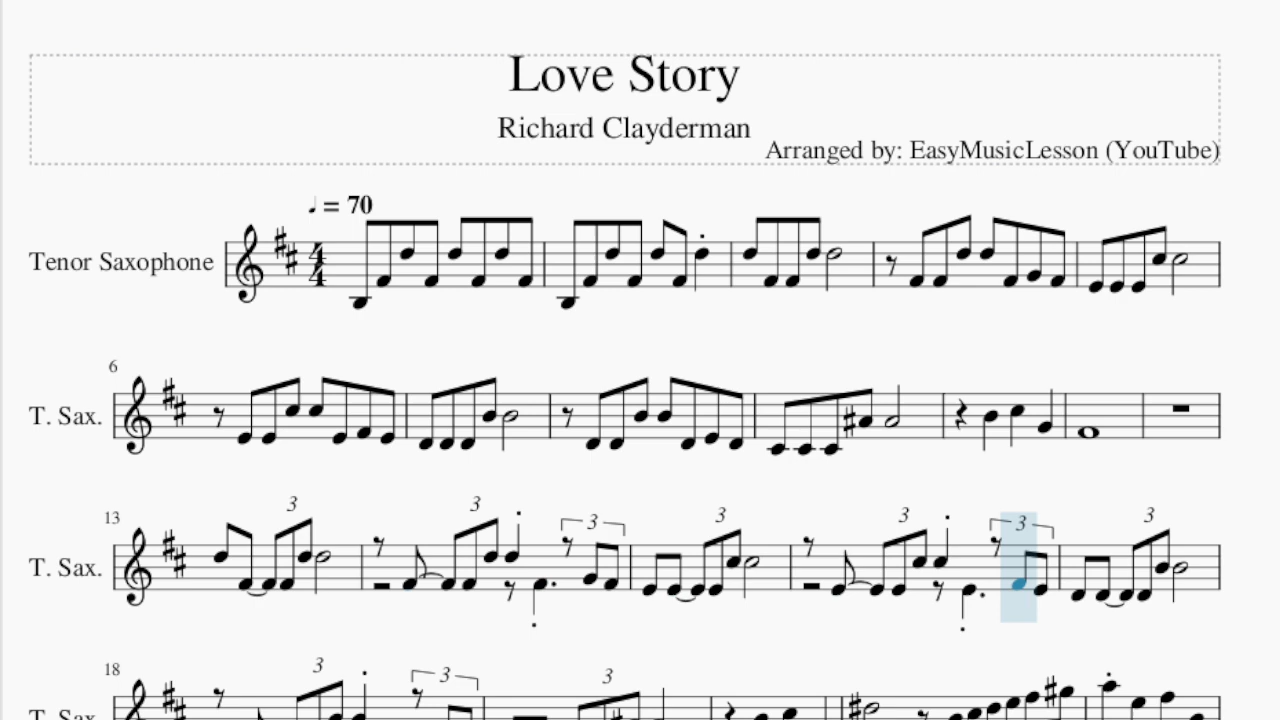 Love Story
Richard Clayderman
Arranged by: EasyMusicLesson (YouTube)
♩ = 70
Tenor Saxophone
4
4
6
T. Sax.
13
3
3
3
3
3
3
3
T. Sax.
18
3
3
3
T. Sax.